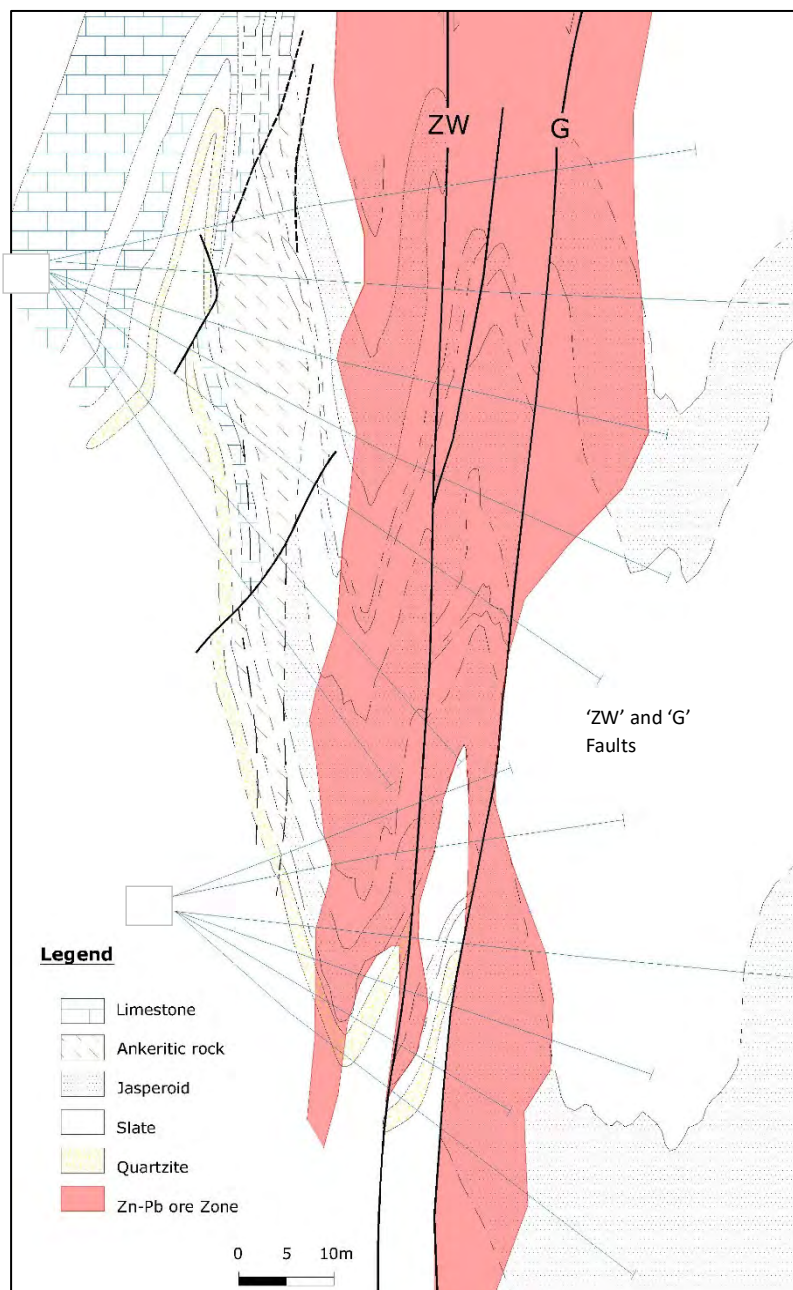 ZW
G
‘ZW’ and ‘G’
Faults
Legend
Limestone
Ankeritic rock
Jasperoid
Slate
Quartzite
Zn-Pb ore Zone
0 5 10m